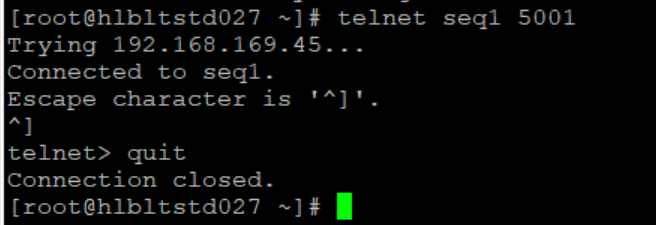 [root@hlbltstd027 ~]# telnet seq1 5001
Trying 192.168.169.45...
Connected to seq1.
Escape character is '^]'.
^]
telnet> quit
Connection closed.
[root@hlbltstd027 ~]#